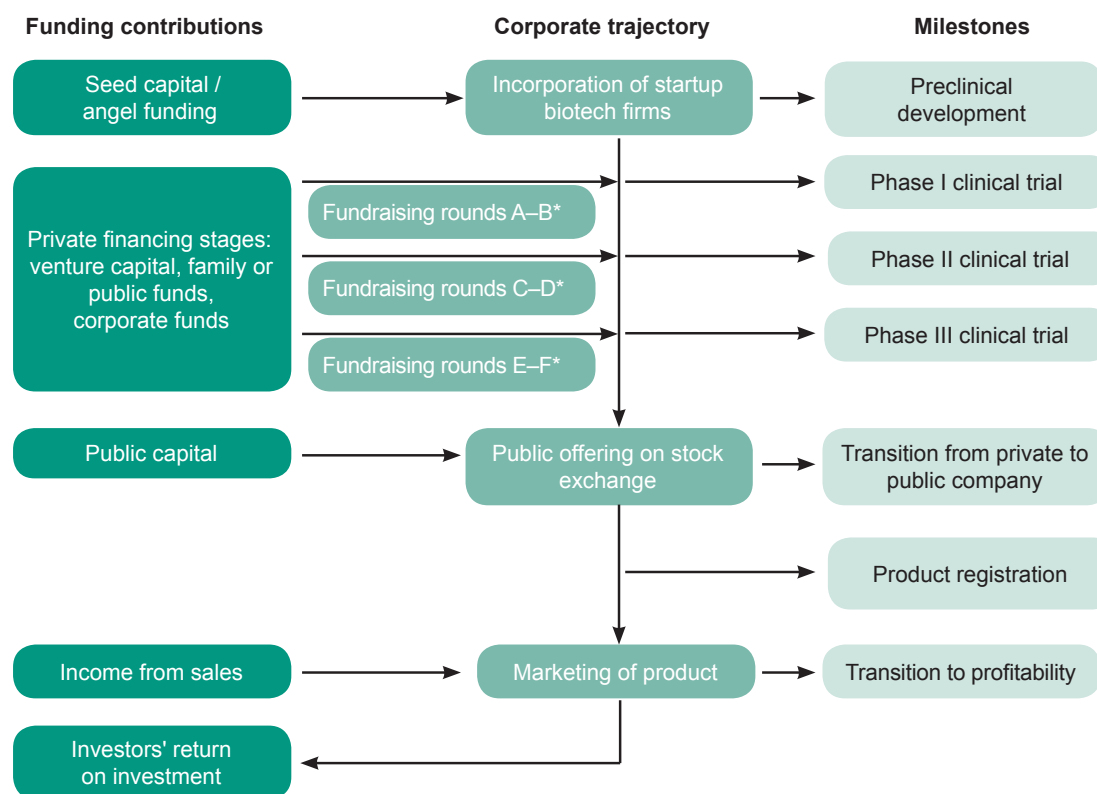 Funding contributions
Corporate trajectory
Milestones
Seed capital /
angel funding
Incorporation of startup
biotech firms
Preclinical
development
Private financing stages:
venture capital, family or
public funds,
corporate funds
Fundraising rounds A–B*
Phase I clinical trial
Fundraising rounds C–D*
Phase II clinical trial
Fundraising rounds E–F*
Phase III clinical trial
Public capital
Public offering on stock
exchange
Transition from private to
public company
Product registration
Income from sales
Marketing of product
Transition to profitability
Investors' return
on investment